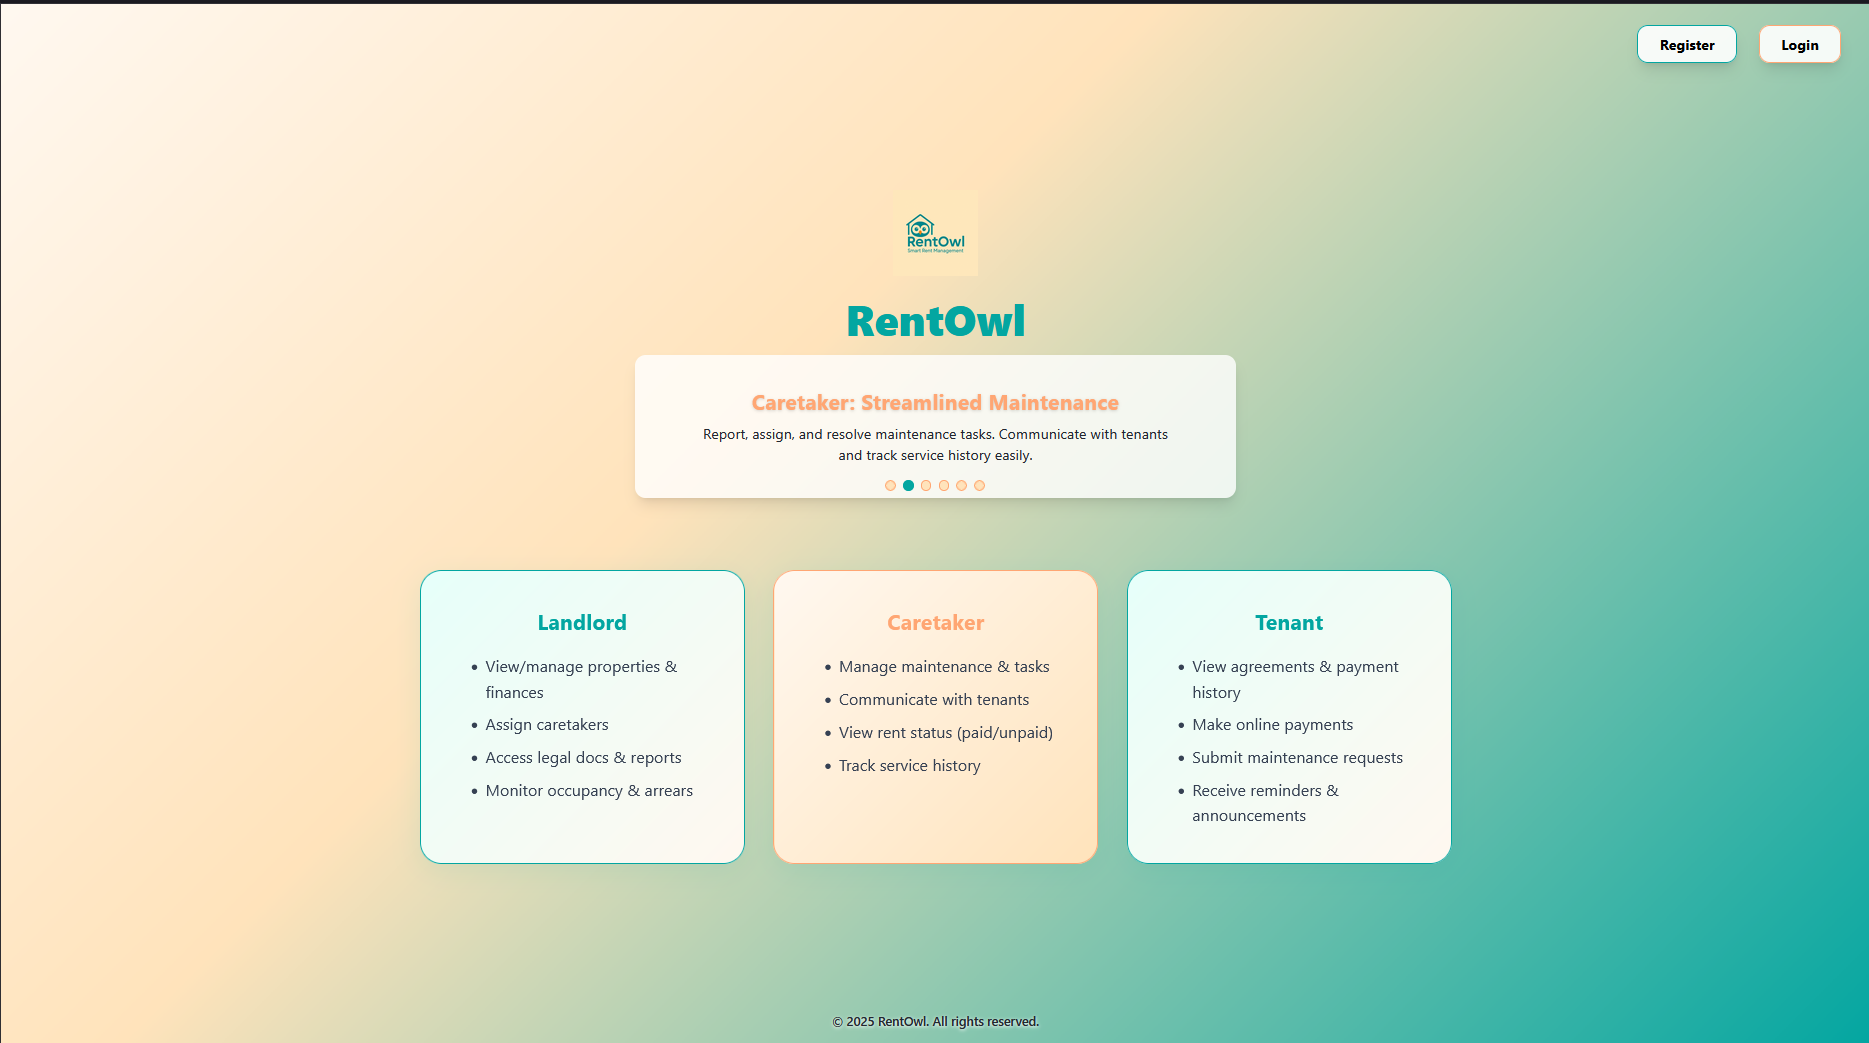 Register
Login
RentOwl
Smart Rent Management
RentOwl
Caretaker: Streamlined Maintenance
Report, assign, and resolve maintenance tasks. Communicate with tenants
and track service history easily.
Landlord
• View/manage properties &
finances
• Assign caretakers
• Access legal docs & reports
• Monitor occupancy & arrears
Caretaker
• Manage maintenance & tasks
• Communicate with tenants
• View rent status (paid/unpaid)
• Track service history
Tenant
• View agreements & payment
history
• Make online payments
• Submit maintenance requests
• Receive reminders &
announcements
© 2025 RentOwl. All rights reserved.